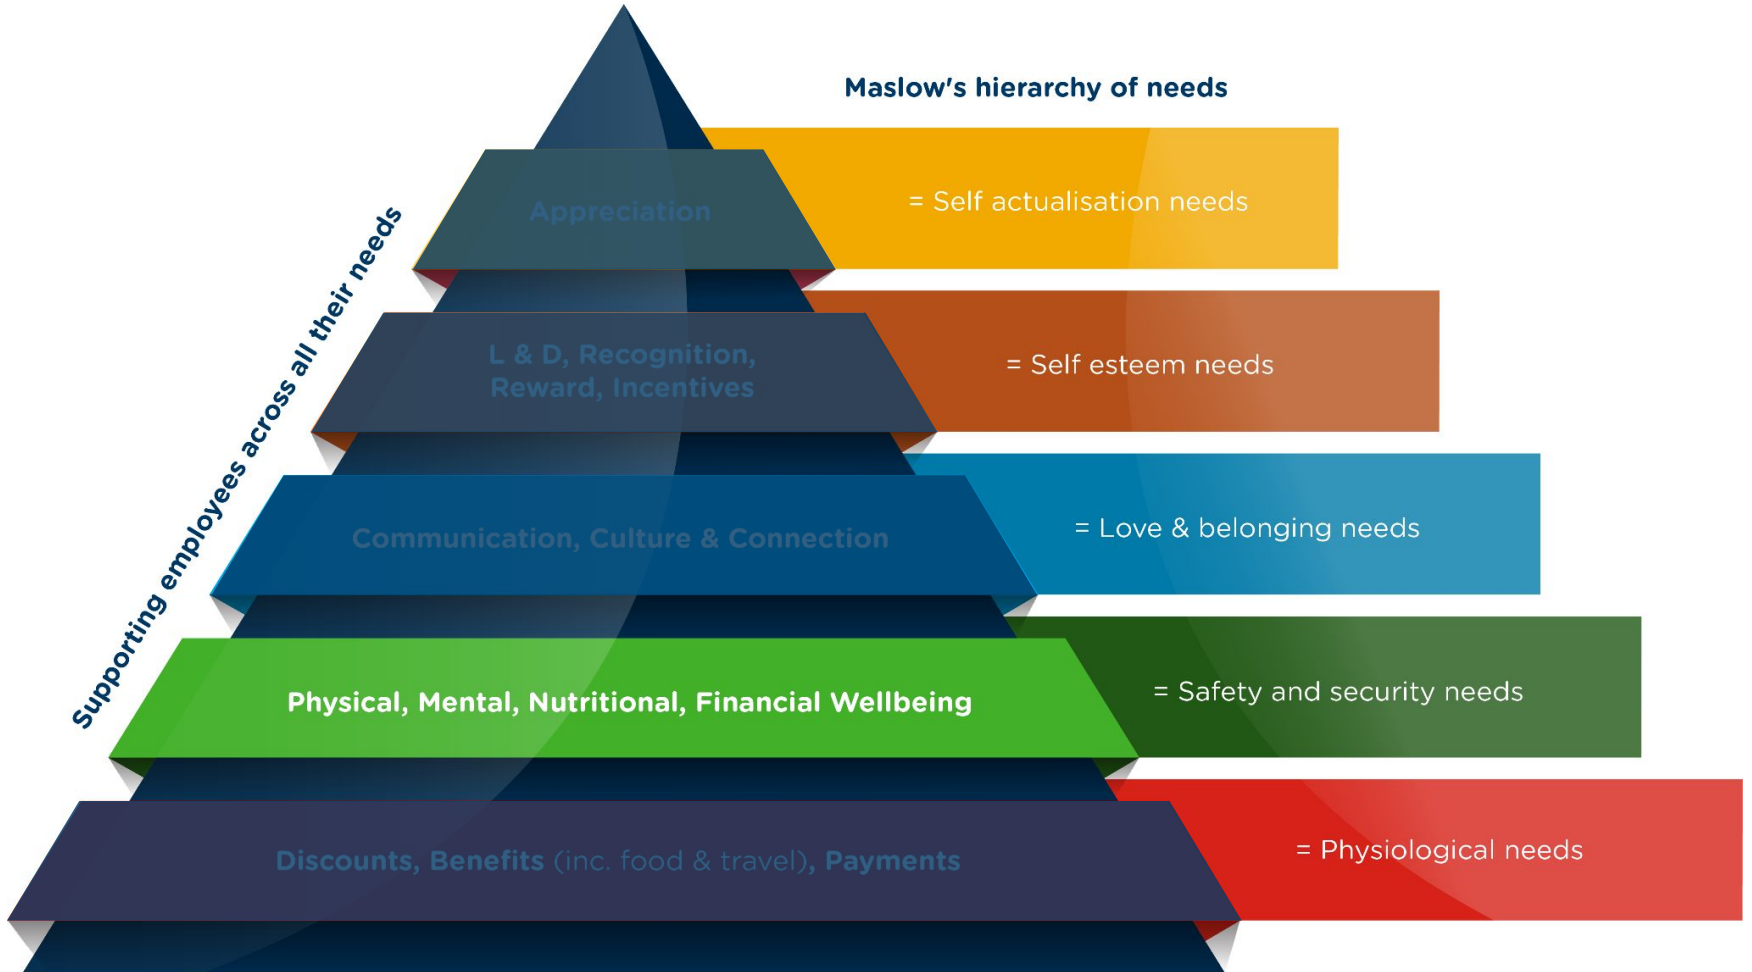 Maslow's hierarchy of needs
Supporting employees across all their needs
Appreciation
= Self actualisation needs
L & D, Recognition,
Reward, Incentives
= Self esteem needs
Communication, Culture & Connection
= Love & belonging needs
Physical, Mental, Nutritional, Financial Wellbeing
= Safety and security needs
Discounts, Benefits (inc. food & travel), Payments
= Physiological needs